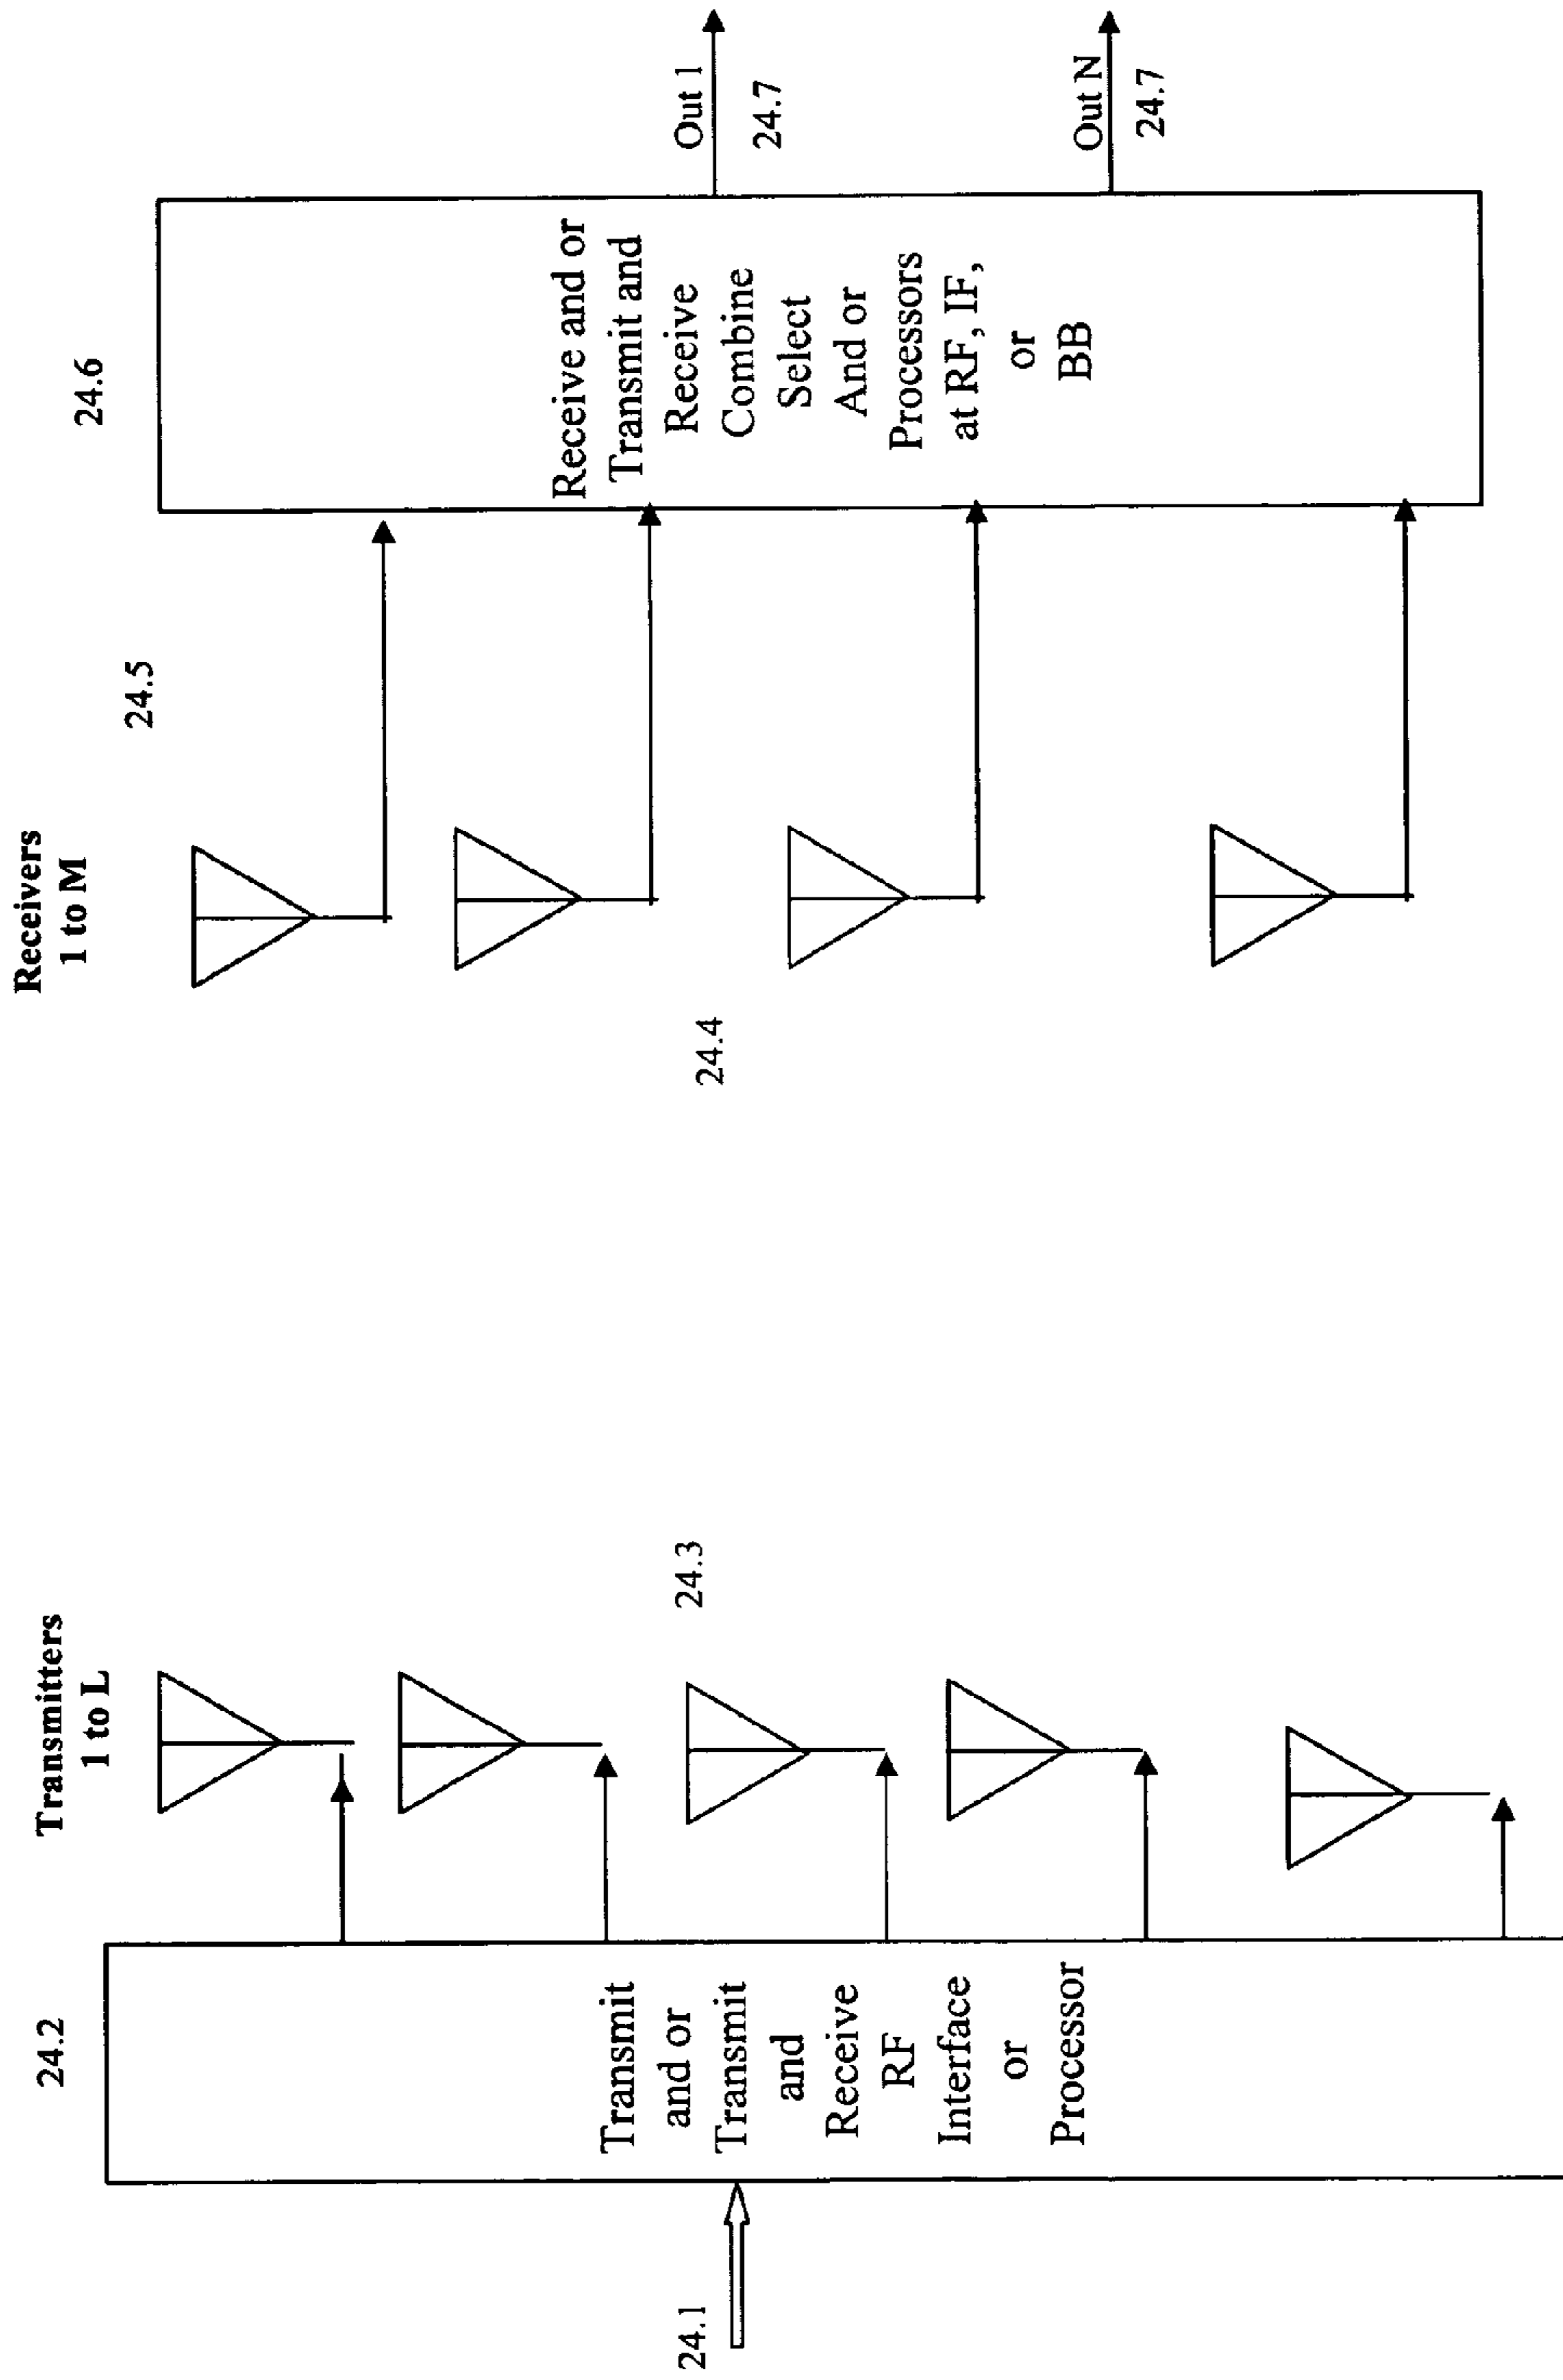 Transmitters
1 to L
Receivers
1 to M
24.1
24.2
Transmit
and or
Transmit
and
Receive
RF
Interface
or
Processor
24.3
24.4
24.5
24.6
Receive and or
Transmit and
Receive
Combine
Select
And or
Processors
at RF, IF,
or
BB
Out 1
24.7
Out N
24.7